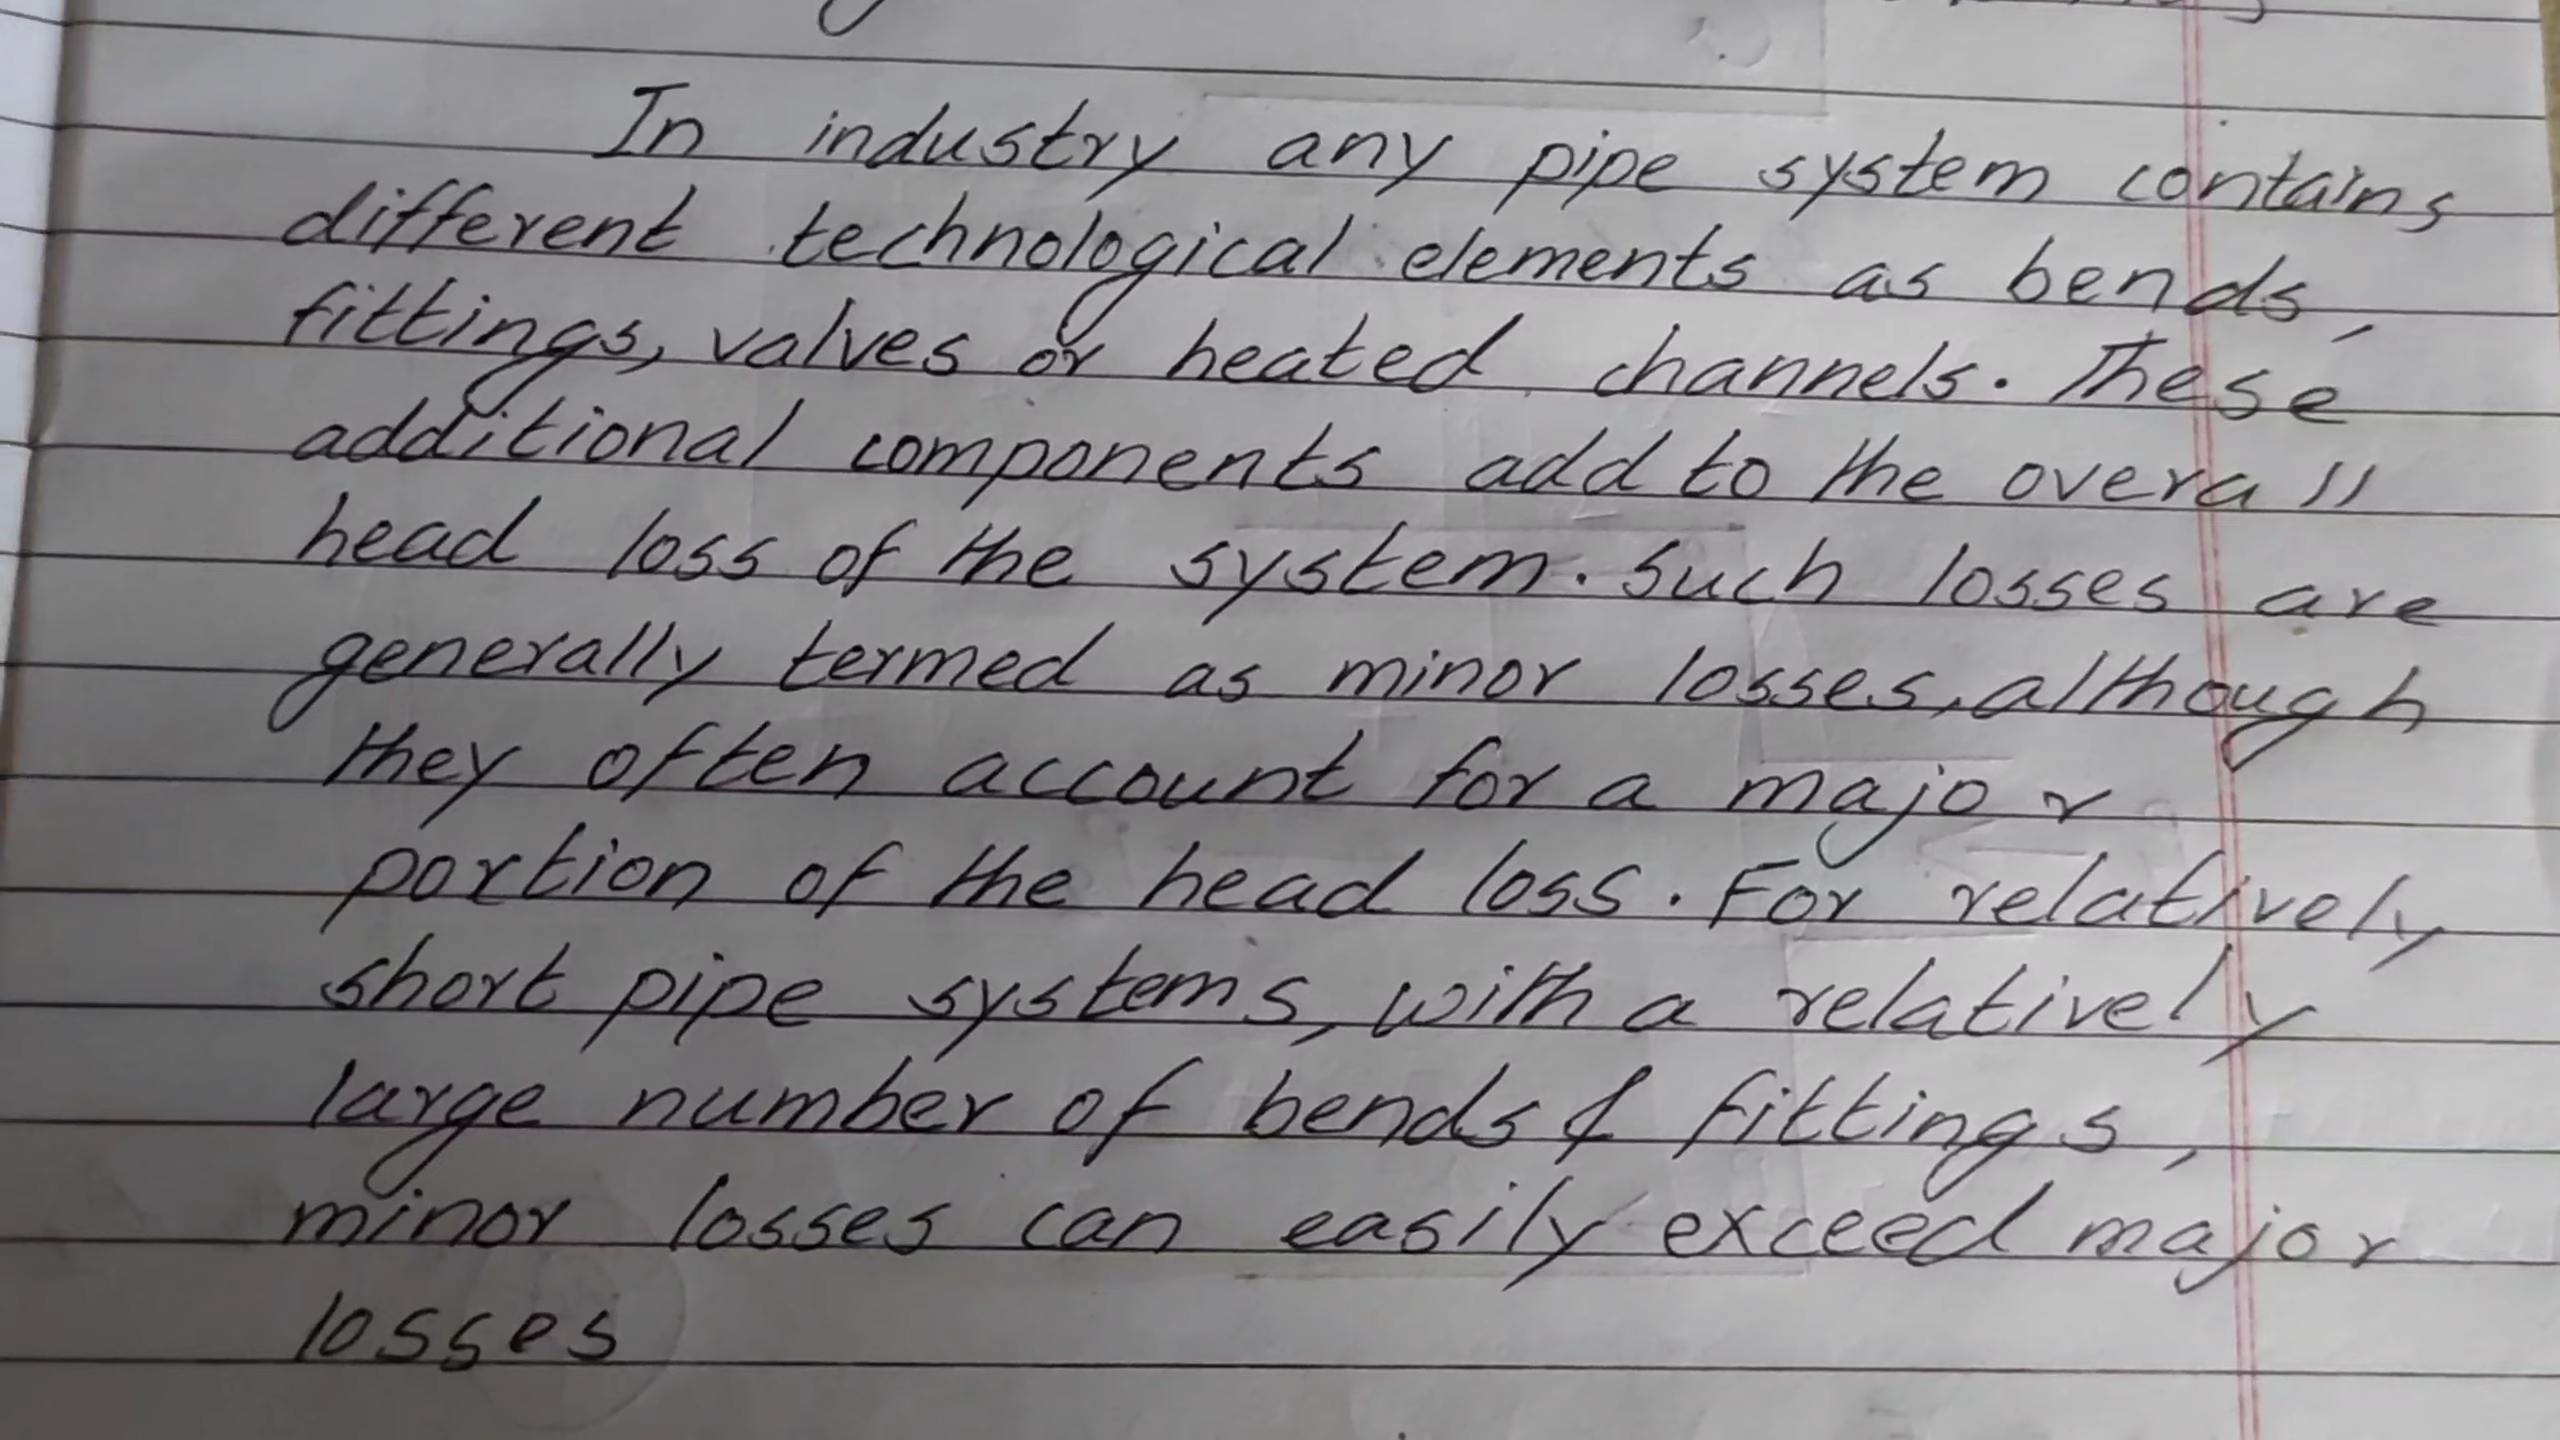 In industry any pipe system contains
different technological elements as bends,
fittings, valves or heated channels. These
additional components add to the overall
head loss of the system. Such losses are
generally termed as minor losses, although
they often account for a major
portion of the head loss. For relatively
short pipe systems, with a relatively
large number of bends & fittings,
minor losses can easily exceed major
losses